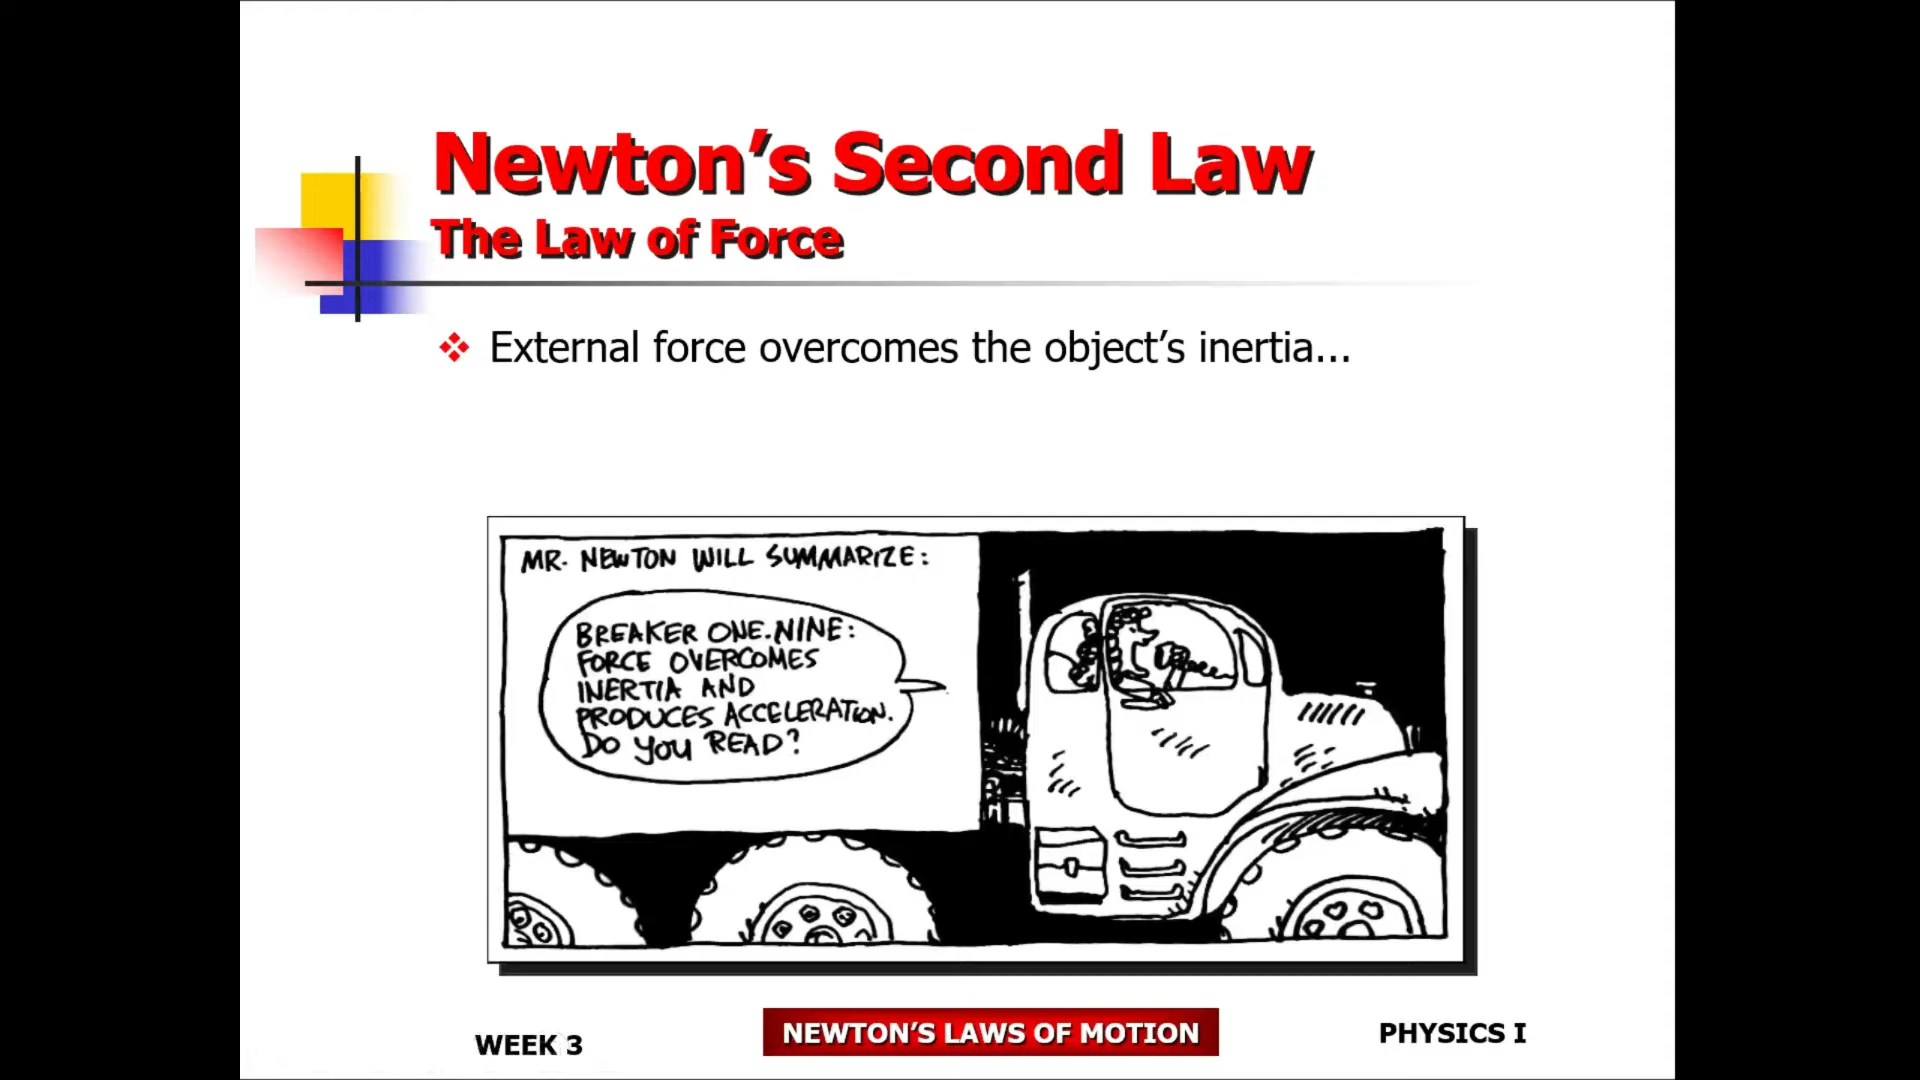 Newton’s Second Law
The Law of Force
External force overcomes the object’s inertia...
MR. NEWTON WILL SUMMARIZE:
BREAKER ONE.NINE:
FORCE OVERCOMES
INERTIA AND
PRODUCES ACCELERATION.
DO YOU READ?
WEEK 3
NEWTON’S LAWS OF MOTION
PHYSICS I